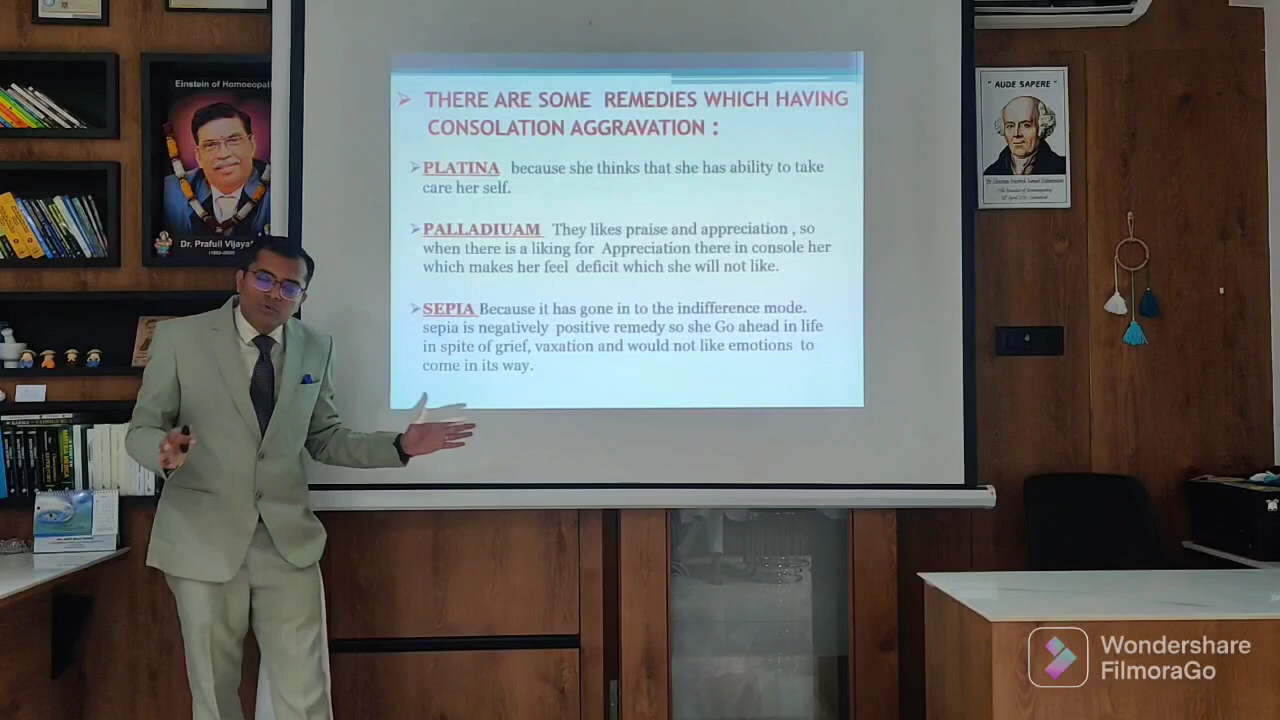 Einstein of Homoeopat
Dr. Prafull Vijaya
➤ THERE ARE SOME REMEDIES WHICH HAVING
CONSOLATION AGGRAVATION :
➤PLATINA because she thinks that she has ability to take
care her self.
➤PALLADIUAM They likes praise and appreciation , so
when there is a liking for Appreciation there in console her
which makes her feel deficit which she will not like.
➤SEPIA Because it has gone in to the indifference mode.
sepia is negatively positive remedy so she Go ahead in life
in spite of grief, vaxation and would not like emotions to
come in its way.
" AUDE SAPERE "
Wondershare
FilmoraGo